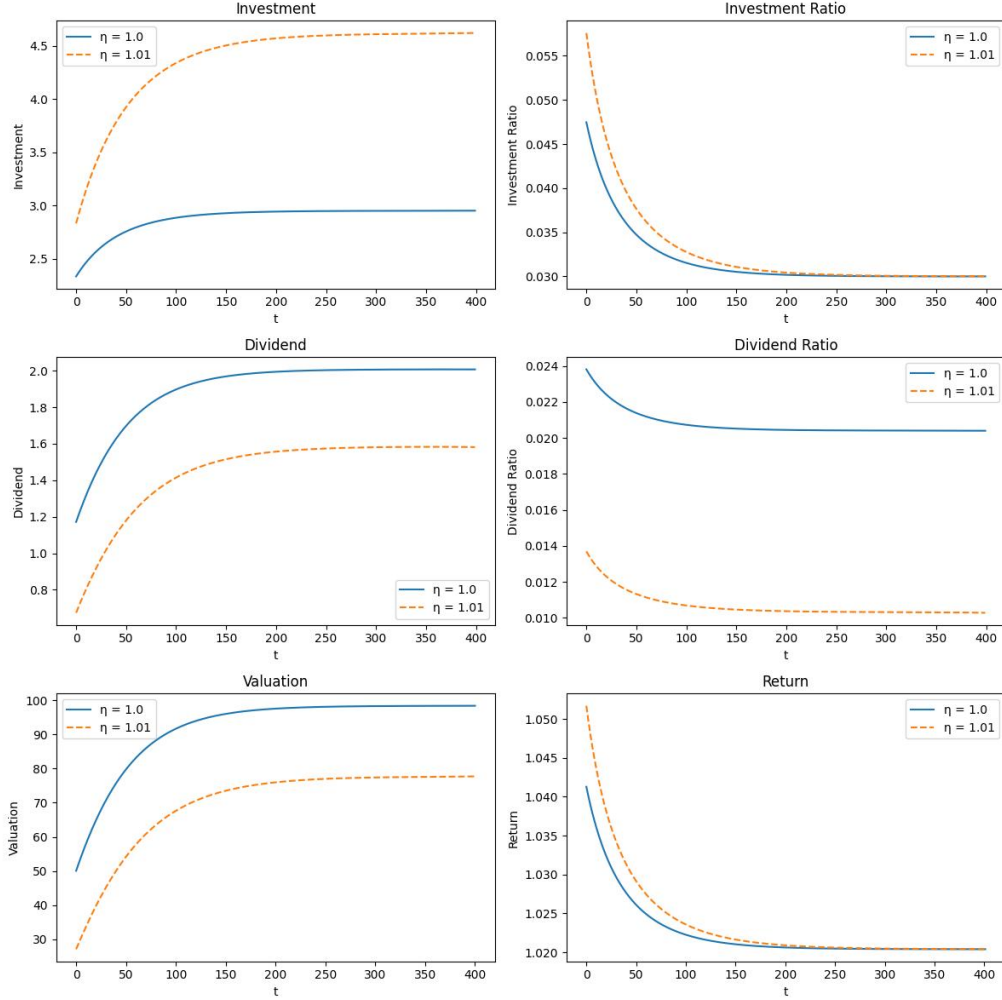 Investment
4.5
4.0
3.5
3.0
2.5
Investment
η = 1.0
η = 1.01
0 50 100 150 200 250 300 350 400
t
Investment Ratio
0.055
0.050
0.045
0.040
0.035
0.030
Investment Ratio
η = 1.0
η = 1.01
0 50 100 150 200 250 300 350 400
t
Dividend
2.0
1.8
1.6
1.4
1.2
1.0
0.8
Dividend
η = 1.0
η = 1.01
0 50 100 150 200 250 300 350 400
t
Dividend Ratio
0.024
0.022
0.020
0.018
0.016
0.014
0.012
0.010
Dividend Ratio
η = 1.0
η = 1.01
0 50 100 150 200 250 300 350 400
t
Valuation
100
90
80
70
60
50
40
30
Valuation
η = 1.0
η = 1.01
0 50 100 150 200 250 300 350 400
t
Return
1.050
1.045
1.040
1.035
1.030
1.025
1.020
Return
η = 1.0
η = 1.01
0 50 100 150 200 250 300 350 400
t